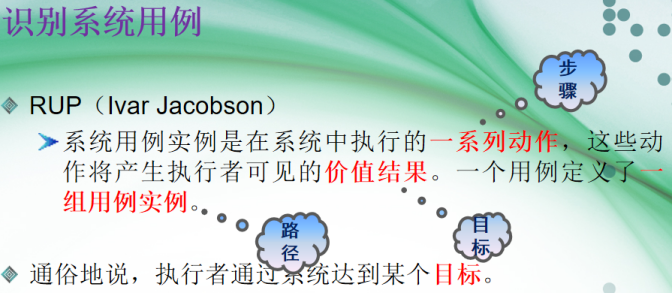 识别系统用例
步
骤
RUP（Ivar Jacobson）
系统用例实例是在系统中执行的一系列动作，这些动
作将产生执行者可见的价值结果。一个用例定义了一
组用例实例。
路
径
目
标
通俗地说，执行者通过系统达到某个目标。